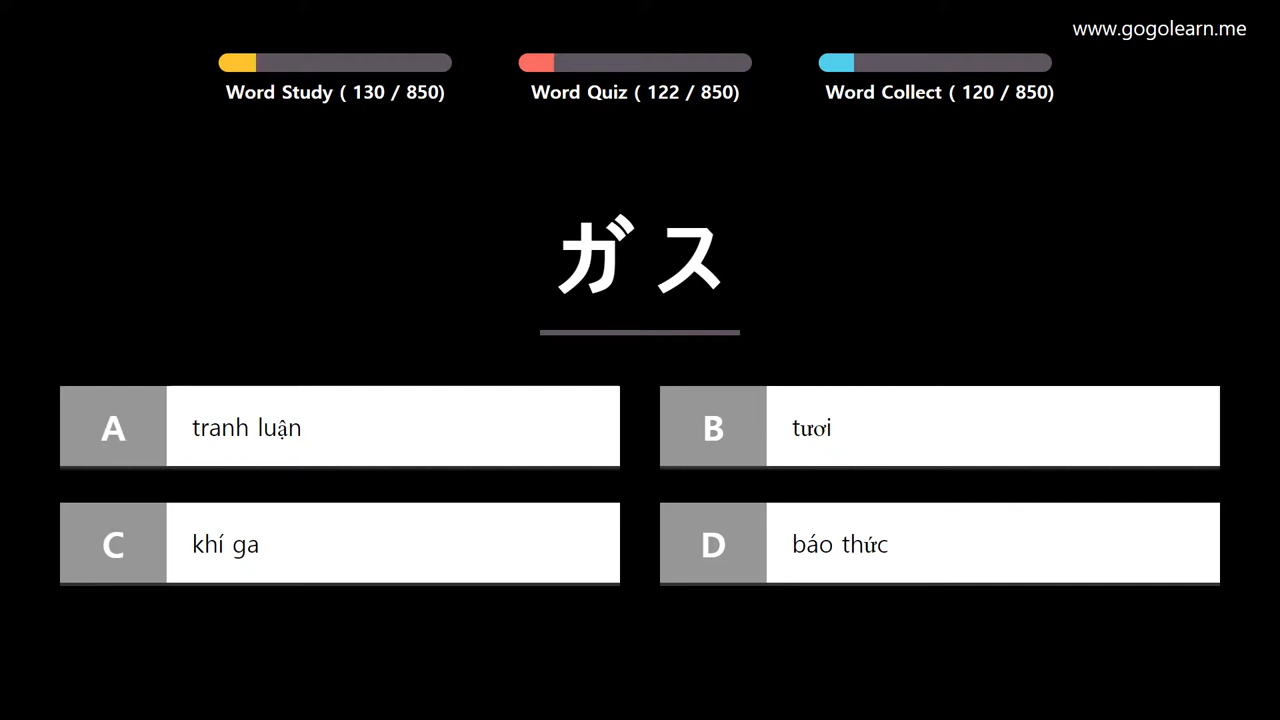 www.gogolearn.me
Word Study ( 130 / 850)
Word Quiz ( 122 / 850)
Word Collect ( 120 / 850)
ガス
A
tranh luận
B
tươi
C
khí ga
D
báo thức